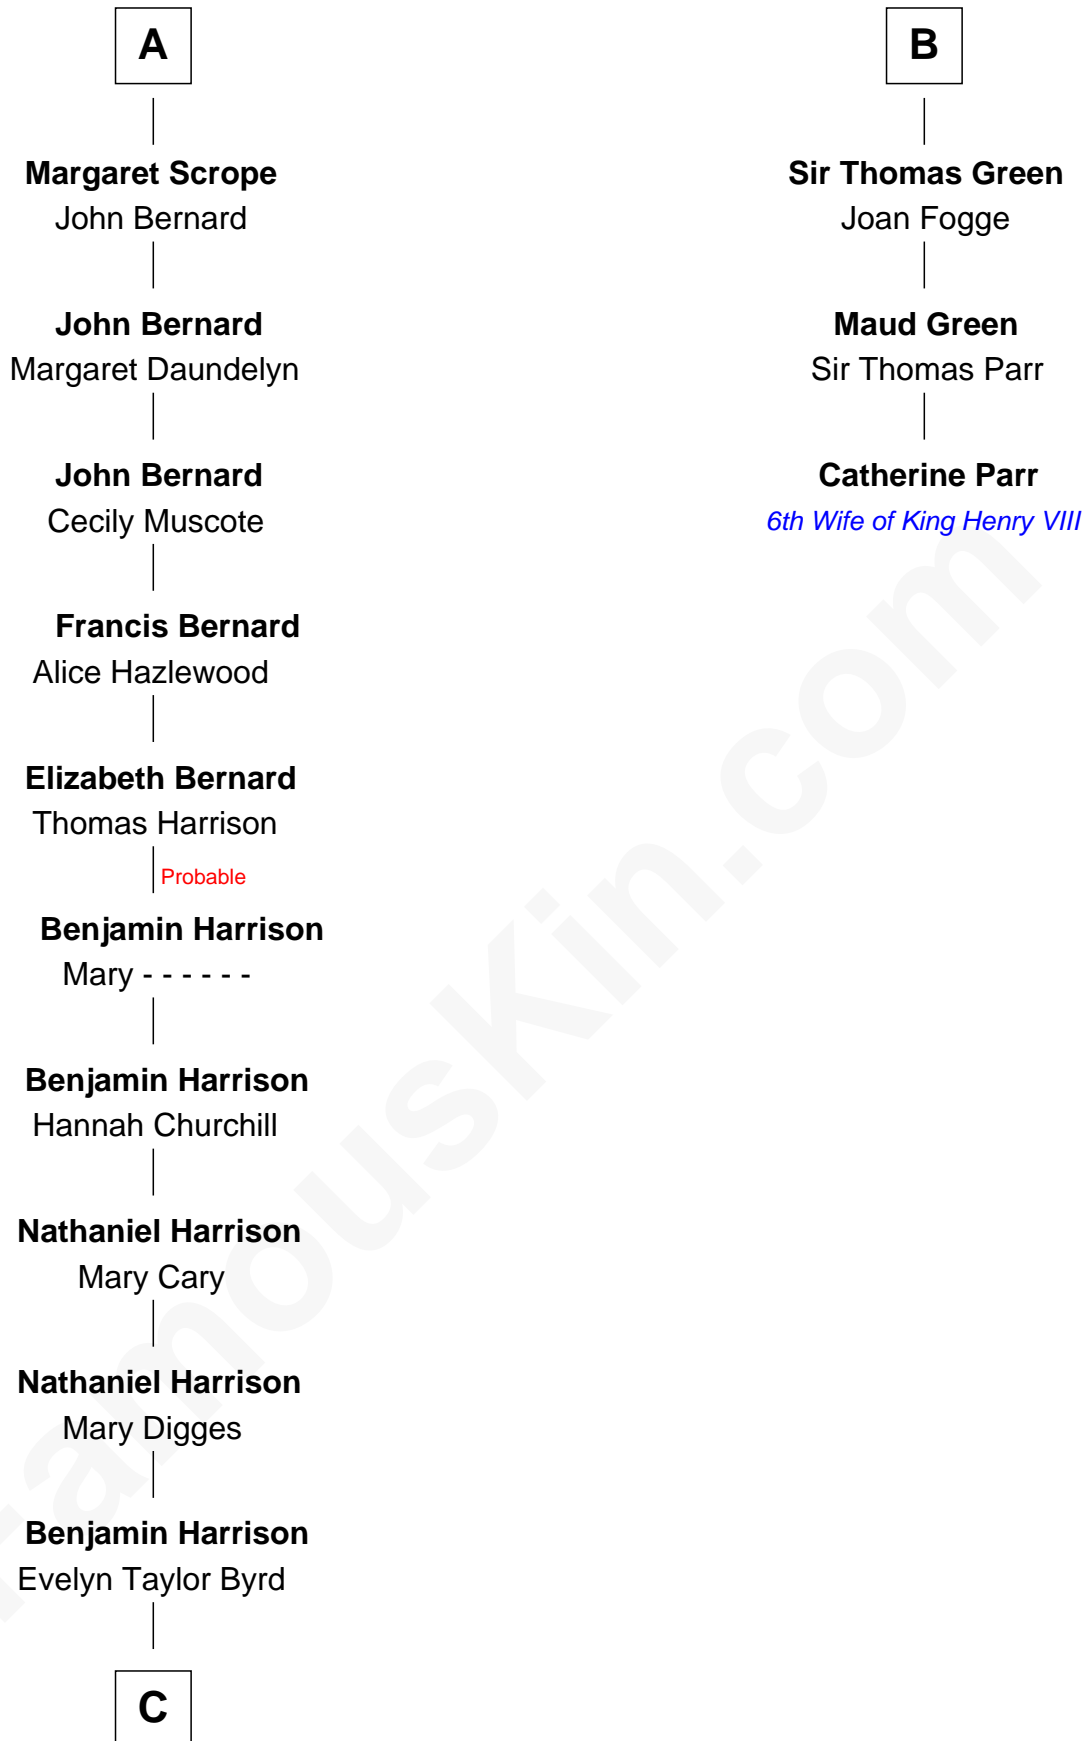 A
Margaret Scrope
John Bernard
John Bernard
Margaret Daundelyn
John Bernard
Cecily Muscote
Francis Bernard
Alice Hazlewood
Elizabeth Bernard
Thomas Harrison
Probable
Benjamin Harrison
Mary - - - - - -
Benjamin Harrison
Hannah Churchill
Nathaniel Harrison
Mary Cary
Nathaniel Harrison
Mary Digges
Benjamin Harrison
Evelyn Taylor Byrd
C
B
Sir Thomas Green
Joan Fogge
Maud Green
Sir Thomas Parr
Catherine Parr
6th Wife of King Henry VIII
FamousKin.com